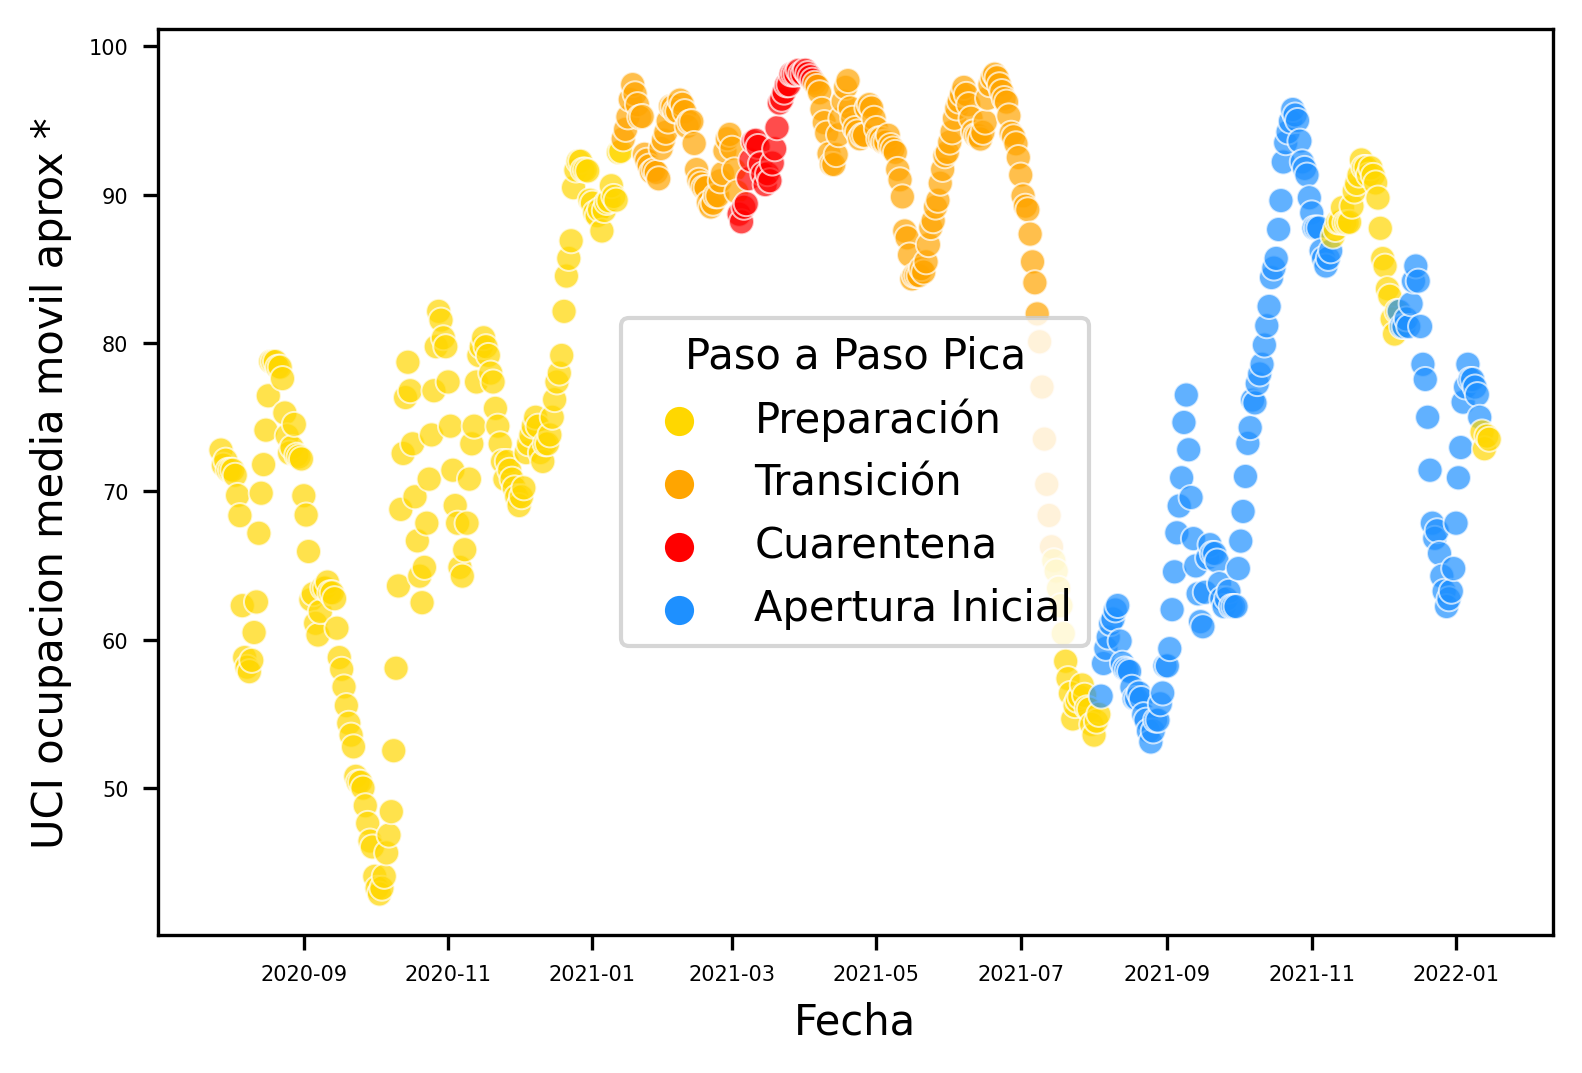 100
90
80
70
60
50
UCI ocupacion media movil aprox *
Paso a Paso Pica
Preparación
Transición
Cuarentena
Apertura Inicial
2020-09 2020-11 2021-01 2021-03 2021-05 2021-07 2021-09 2021-11 2022-01
Fecha